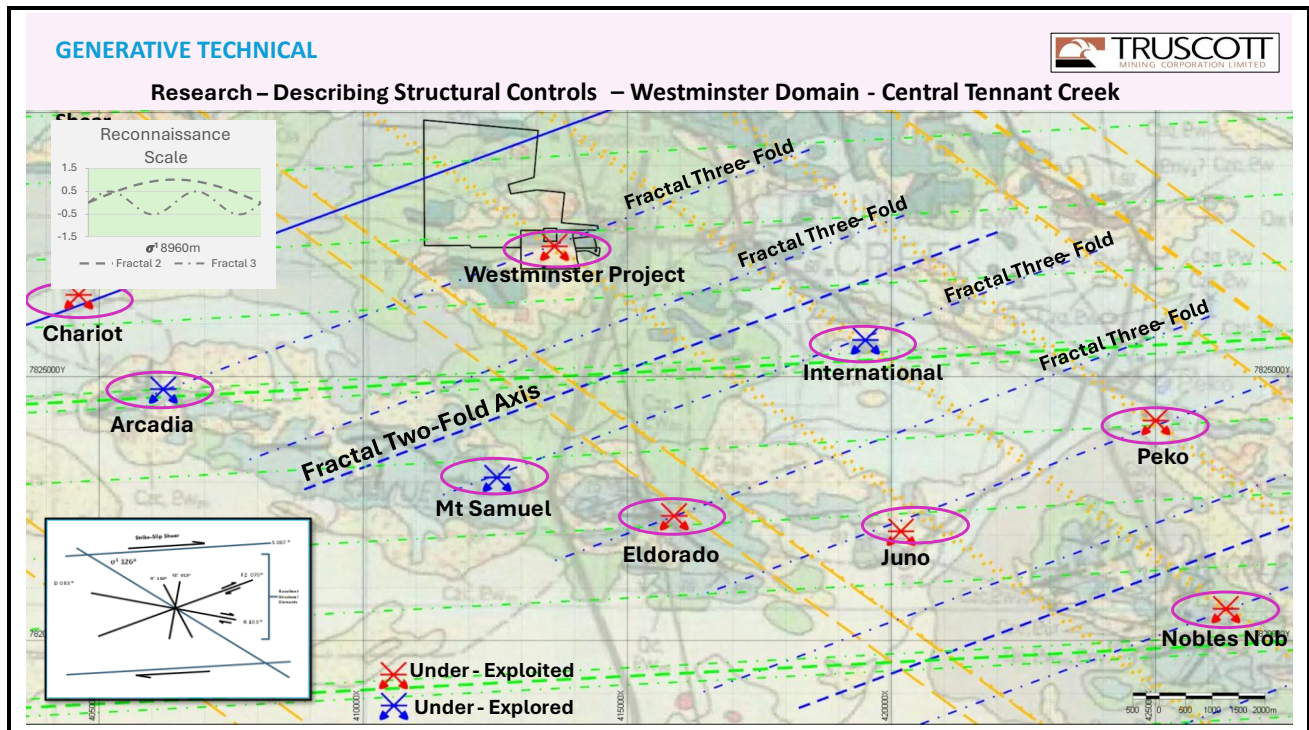 GENERATIVE TECHNICAL
TRUSCOTT
MINING CORPORATION LIMITED
Research – Describing Structural Controls – Westminster Domain - Central Tennant Creek
Shear
Reconnaissance
Scale
1.5
0.5
-0.5
-1.5
σ¹ 8960m
Fractal 2
Fractal 3
Fractal Three- Fold
Fractal Three- Fold
Fractal Three- Fold
Fractal Three- Fold
Westminster Project
Chariot
International
7825000Y
7825000Y
Arcadia
Fractal Two-Fold Axis
Peko
Mt Samuel
Eldorado
Juno
Nobles Nob
Strike-Slip Shear
S 087°
σ¹ 326°
F2 070°
R 103°
Under - Exploited
Under - Explored
410000X
415000X
420000X
500 0 500 1000 1500 2000m